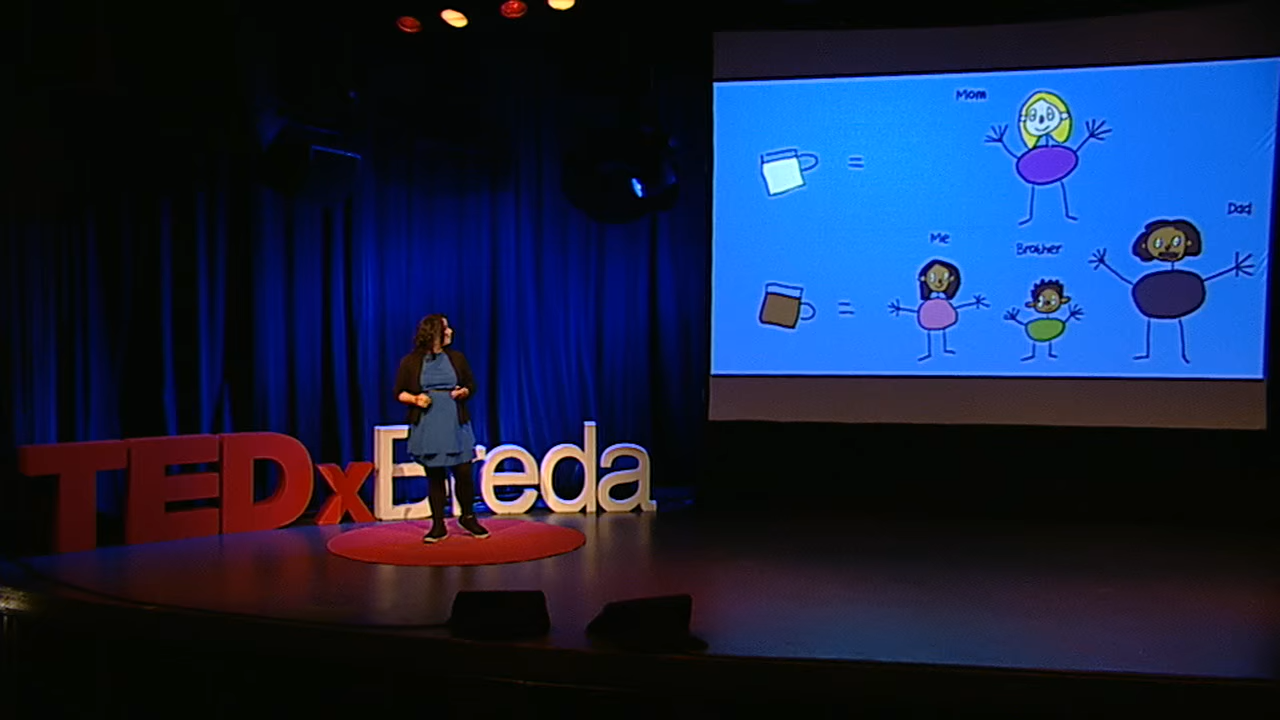 Mom
=
Dad
Me
Brother
=
TEDxBreda